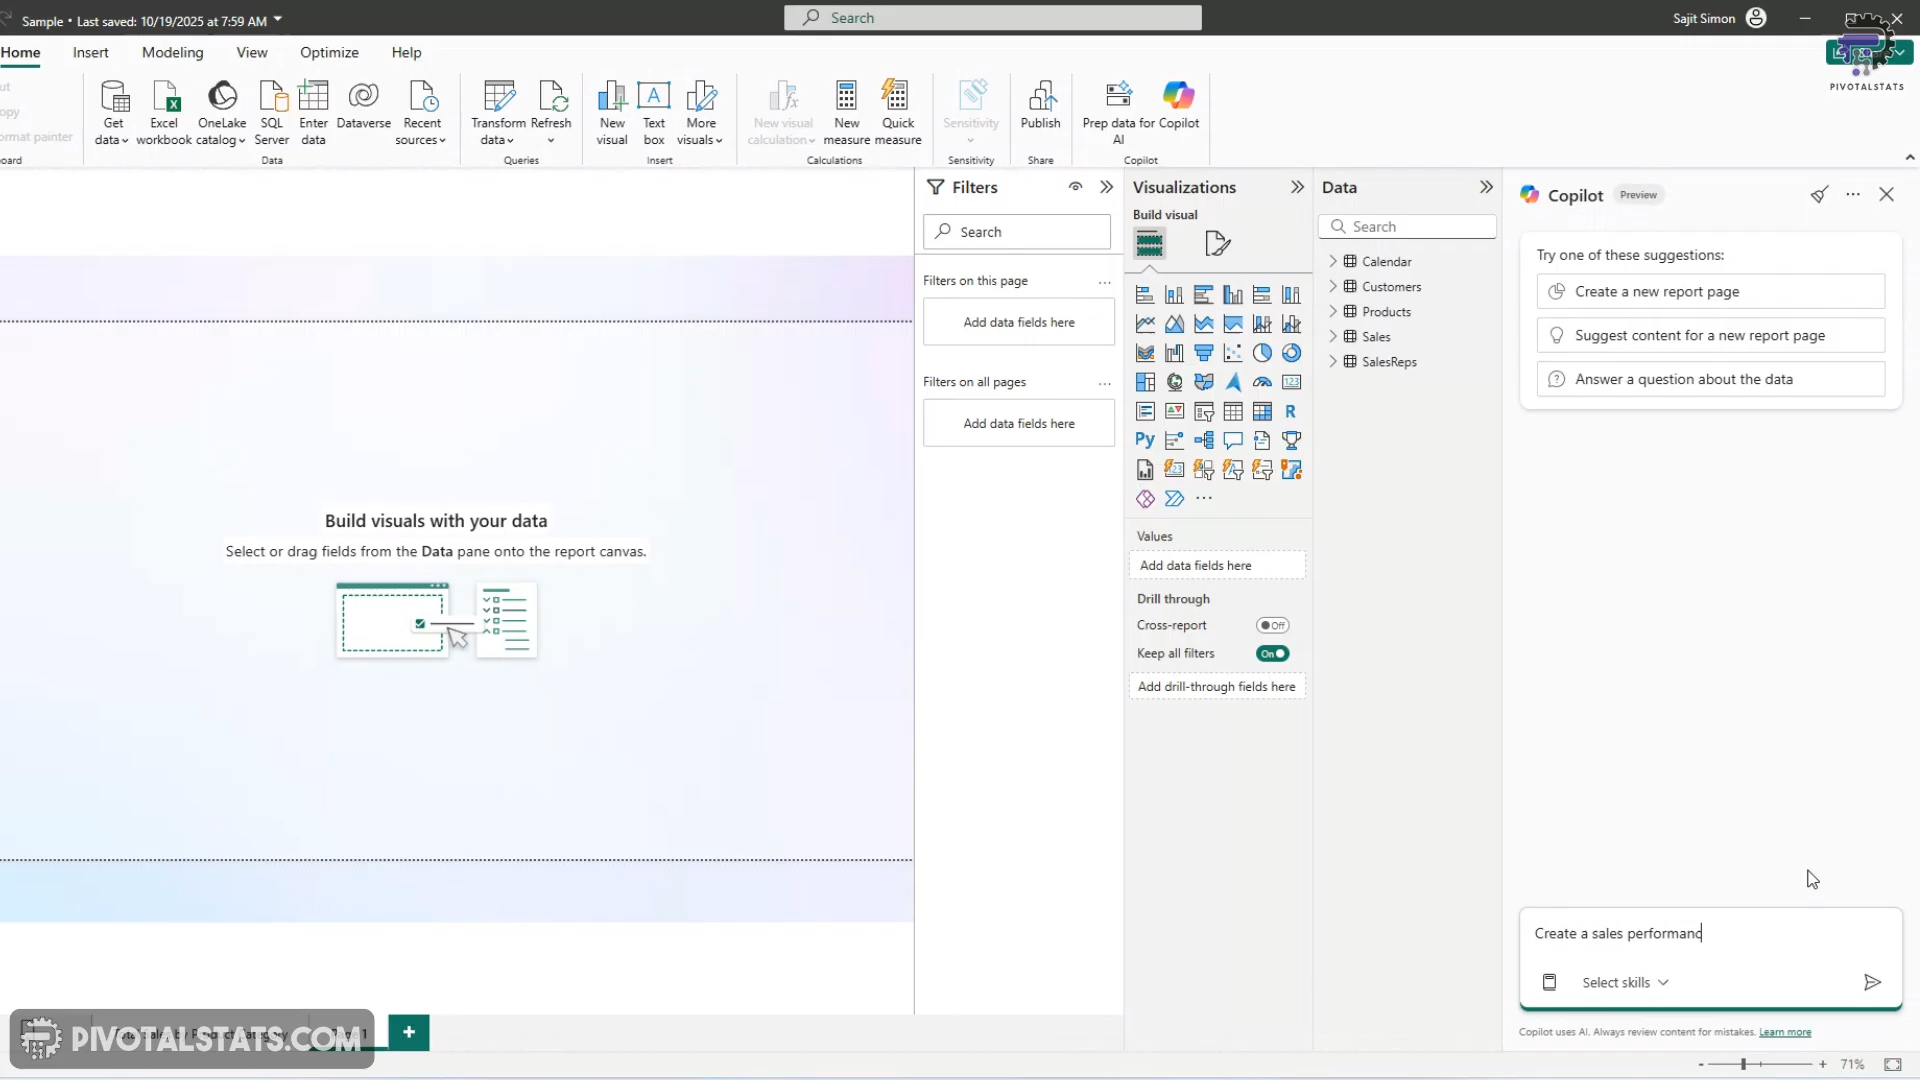 Sample • Last saved: 10/19/2025 at 7:59 AM
Search
Sajit Simon
Home
Insert
Modeling
View
Optimize
Help
PIVOTALSTATS
ut
opy
ormat painter
oard
Get data
Excel workbook
OneLake catalog
SQL Server
Enter data
Dataverse
Recent sources
Data
Transform data
Refresh
Queries
New visual
Text box
More visuals
Insert
New visual calculation
New measure
Quick measure
Calculations
Sensitivity
Sensitivity
Publish
Share
Prep data for AI
Copilot
Copilot
Build visuals with your data
Select or drag fields from the Data pane onto the report canvas.
Filters
Search
Filters on this page
Add data fields here
Filters on all pages
Add data fields here
Visualizations
Build visual
123
R
Py
Values
Add data fields here
Drill through
Cross-report
Off
Keep all filters
On
Add drill-through fields here
Data
Search
Calendar
Customers
Products
Sales
SalesReps
Copilot
Preview
Try one of these suggestions:
Create a new report page
Suggest content for a new report page
Answer a question about the data
Create a sales performanc
Select skills
Copilot uses AI. Always review content for mistakes. Learn more
PIVOTALSTATS.COM
71%